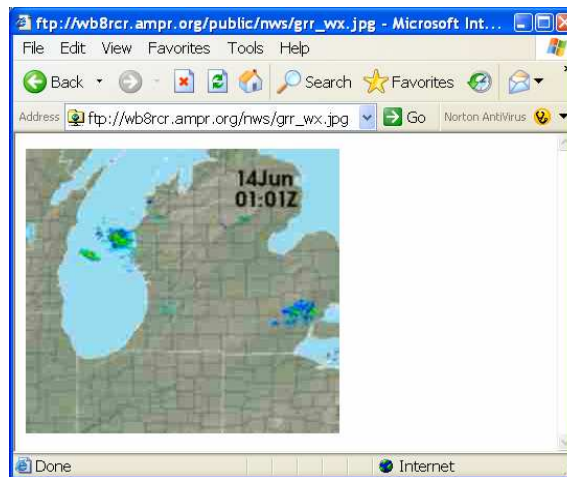 ftp://wb8rcr.ampr.org/public/nws/grr_wx.jpg - Microsoft Int...
File Edit View Favorites Tools Help
Back Search Favorites
Address ftp://wb8rcr.ampr.org/nws/grr_wx.jpg Go Norton AntiVirus
14Jun
01:01Z
Done Internet